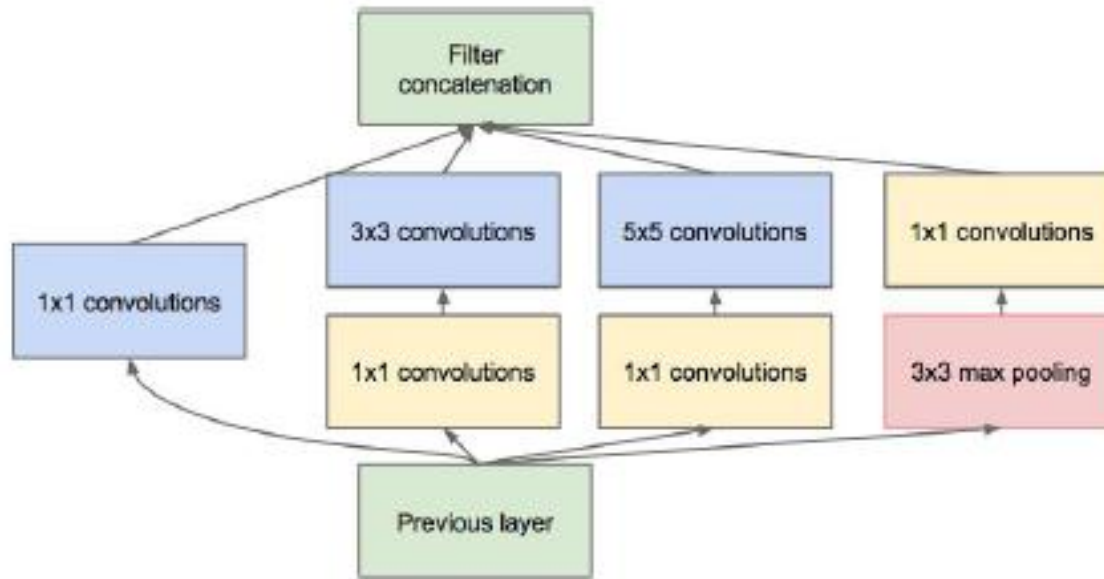 Filter
concatenation
3x3 convolutions
5x5 convolutions
1x1 convolutions
1x1 convolutions
1x1 convolutions
1x1 convolutions
3x3 max pooling
Previous layer